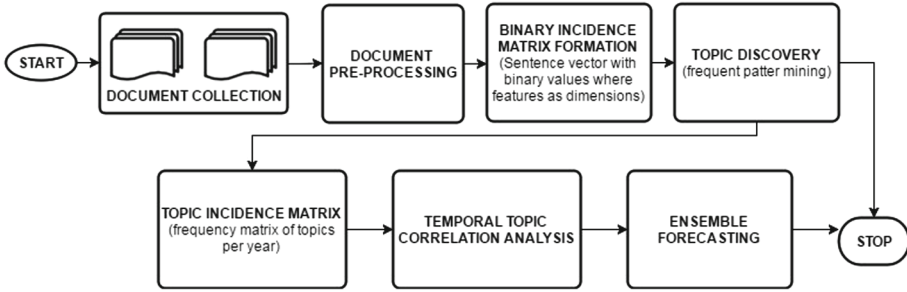 START
DOCUMENT COLLECTION
DOCUMENT
PRE-PROCESSING
BINARY INCIDENCE
MATRIX FORMATION
(Sentence vector with
binary values where
features as dimensions)
TOPIC DISCOVERY
(frequent patter mining)
TOPIC INCIDENCE MATRIX
(frequency matrix of topics
per year)
TEMPORAL TOPIC
CORRELATION ANALYSIS
ENSEMBLE
FORECASTING
STOP